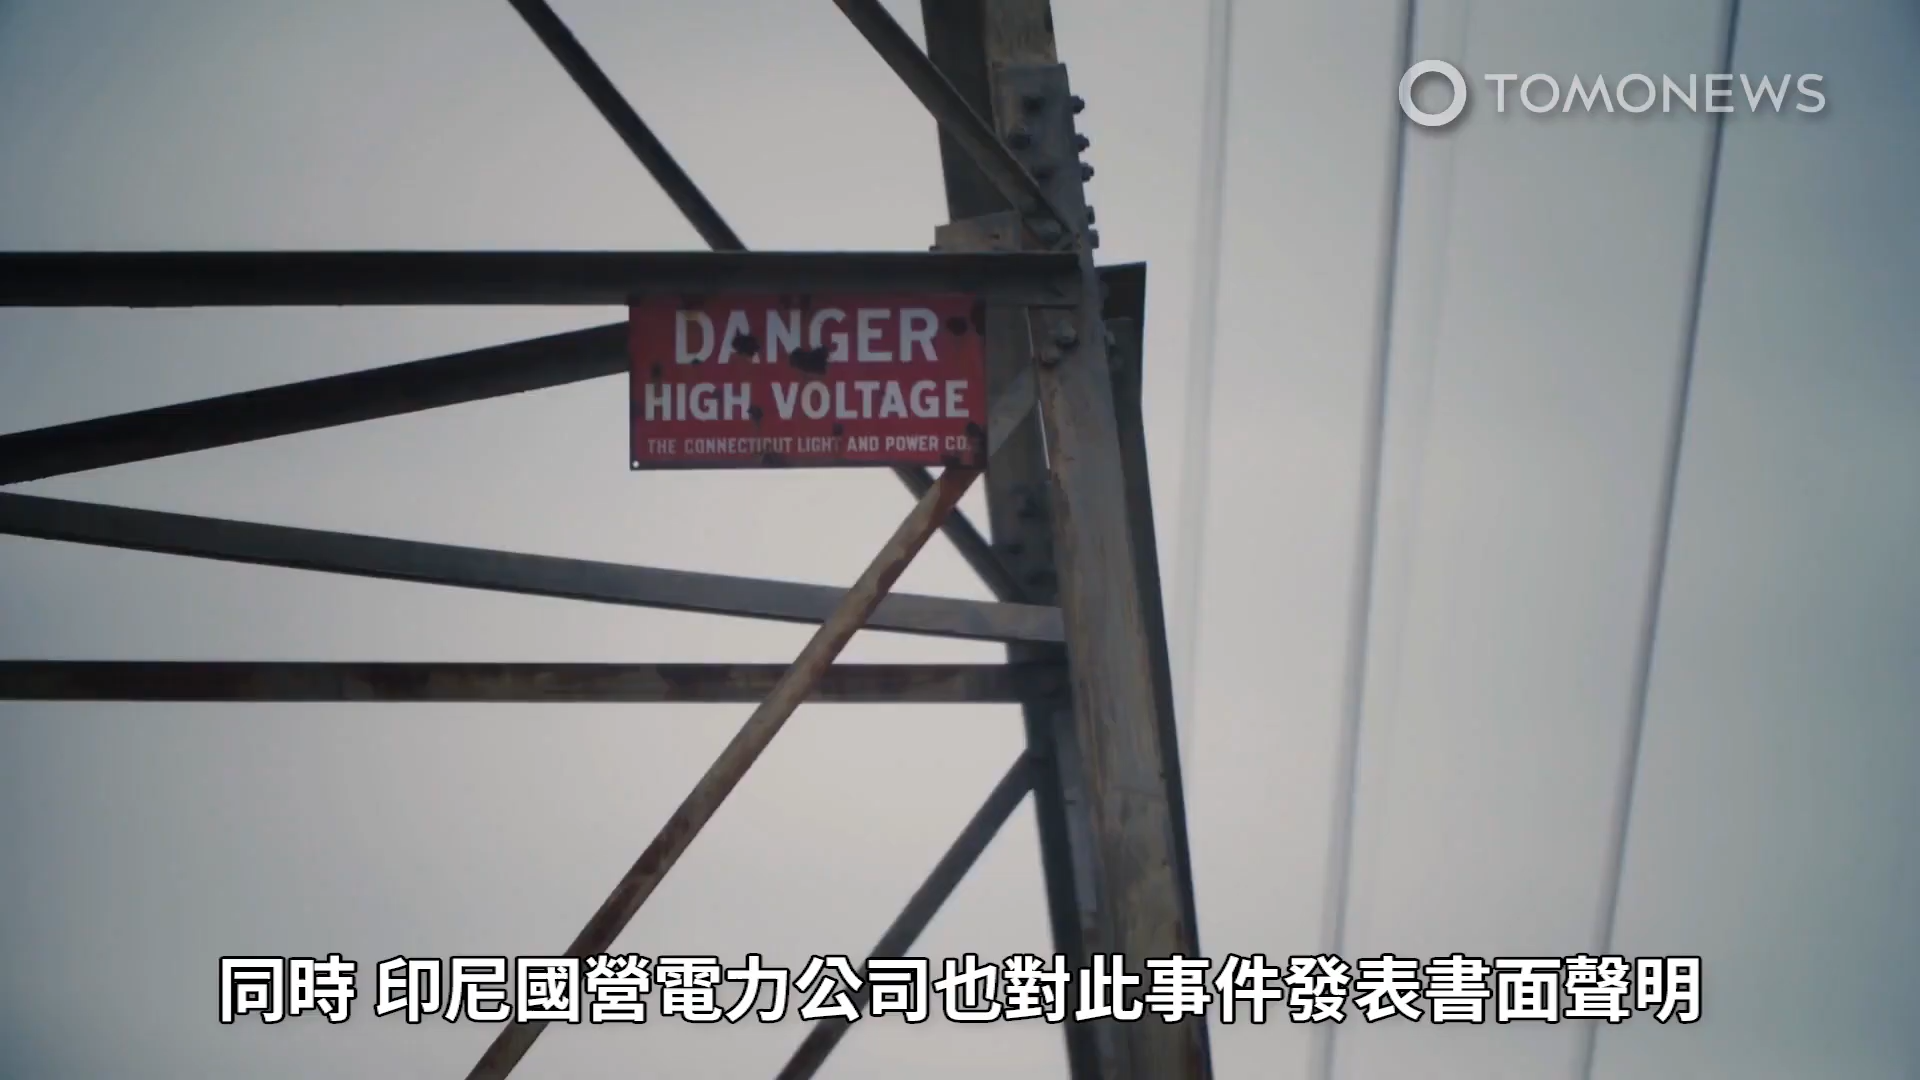 TOMONEWS
DANGER
HIGH VOLTAGE
THE CONNECTICUT LIGHT AND POWER CO.
同時 印尼國營電力公司也對此事件發表書面聲明